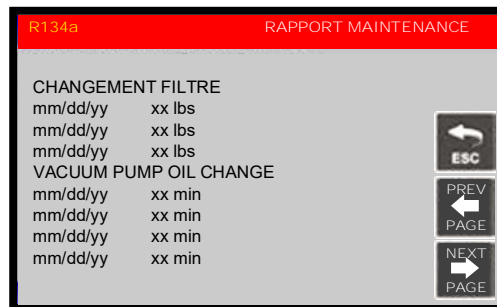 R134a RAPPORT MAINTENANCE
CHANGEMENT FILTRE
mm/dd/yy xx lbs
mm/dd/yy xx lbs
mm/dd/yy xx lbs
VACUUM PUMP OIL CHANGE
mm/dd/yy xx min
mm/dd/yy xx min
mm/dd/yy xx min
mm/dd/yy xx min
ESC
PREV
PAGE
NEXT
PAGE